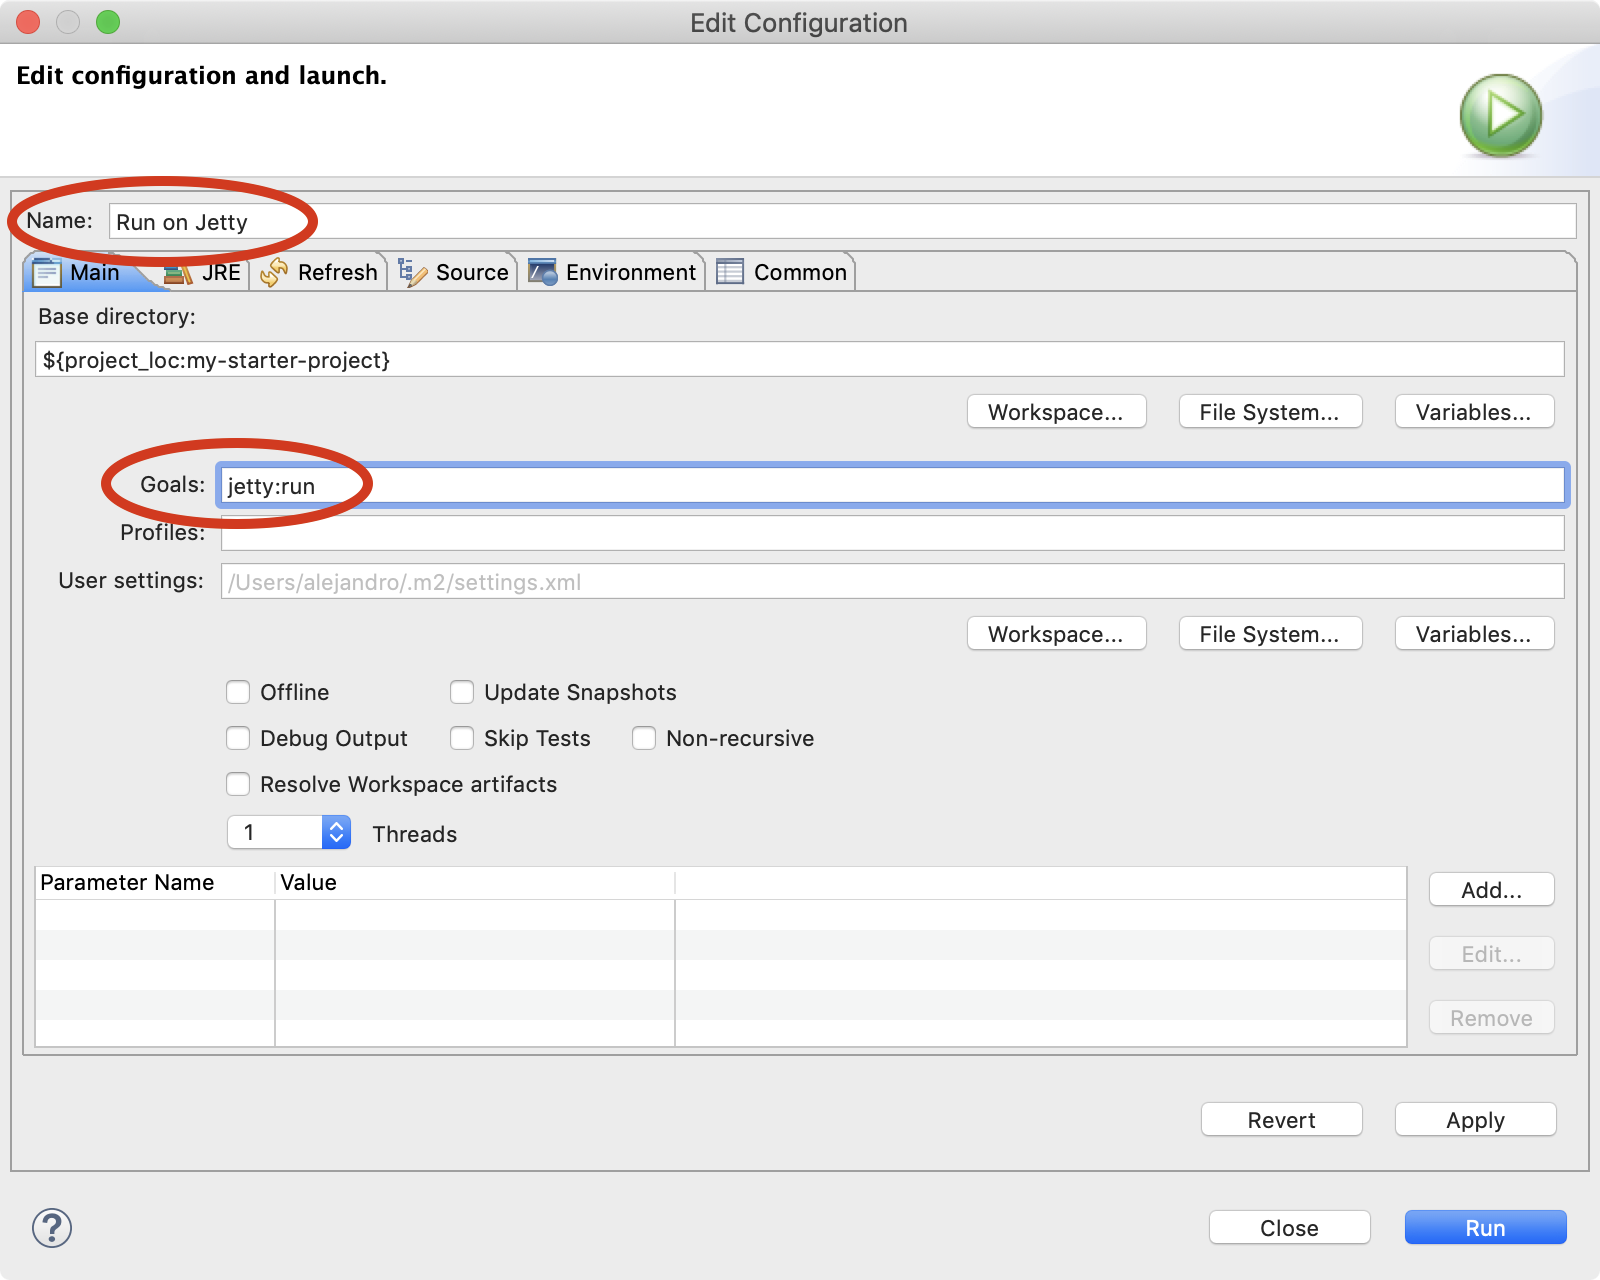 Edit Configuration
Edit configuration and launch.
Name: Run on Jetty
Main JRE Refresh Source Environment Common
Base directory:
${project_loc:my-starter-project}
Workspace... File System... Variables...
Goals: jetty:run
Profiles:
User settings: /Users/alejandro/.m2/settings.xml
Workspace... File System... Variables...
Offline Update Snapshots
Debug Output Skip Tests Non-recursive
Resolve Workspace artifacts
1 Threads
Parameter Name Value
Add...
Edit...
Remove
Revert Apply
? Close Run